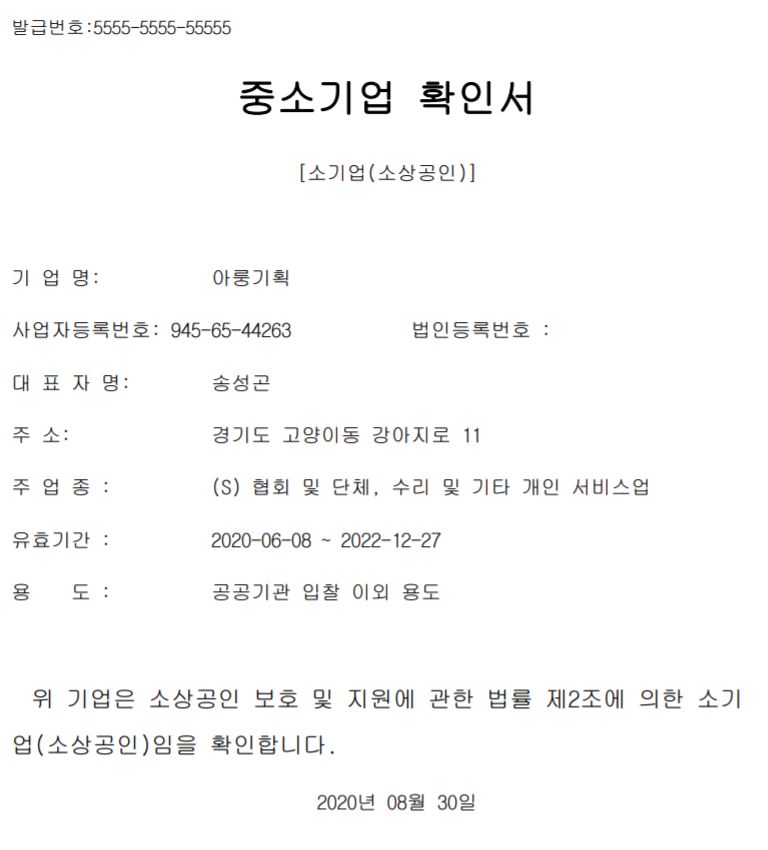 발급번호:5555-5555-55555
중소기업 확인서
[소기업(소상공인)]
기 업 명: 아룽기획
사업자등록번호: 945-65-44263 법인등록번호 :
대 표 자 명: 송성곤
주 소: 경기도 고양이동 강아지로 11
주 업 종 : (S) 협회 및 단체, 수리 및 기타 개인 서비스업
유효기간 : 2020-06-08 ~ 2022-12-27
용 도 : 공공기관 입찰 이외 용도
위 기업은 소상공인 보호 및 지원에 관한 법률 제2조에 의한 소기
업(소상공인)임을 확인합니다.
2020년 08월 30일